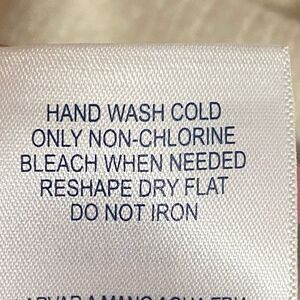 HAND WASH COLD
ONLY NON-CHLORINE
BLEACH WHEN NEEDED
RESHAPE DRY FLAT
DO NOT IRON